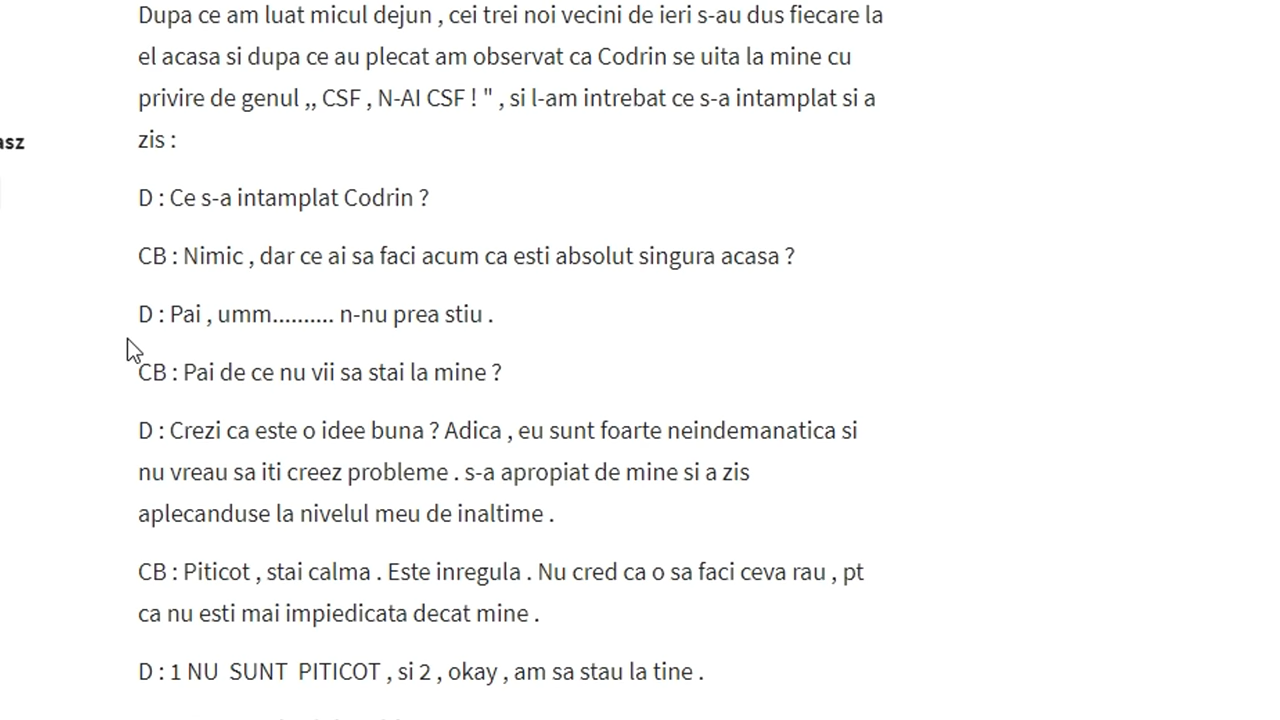 Dupa ce am luat micul dejun , cei trei noi vecini de ieri s-au dus fiecare la
el acasa si dupa ce au plecat am observat ca Codrin se uita la mine cu
privire de genul ,, CSF , N-AI CSF ! " , si l-am intrebat ce s-a intamplat si a
zis :
asz
D : Ce s-a intamplat Codrin ?
CB : Nimic , dar ce ai sa faci acum ca esti absolut singura acasa ?
D : Pai , umm.......... n-nu prea stiu .
CB : Pai de ce nu vii sa stai la mine ?
D : Crezi ca este o idee buna ? Adica , eu sunt foarte neindemanatica si
nu vreau sa iti creez probleme . s-a apropiat de mine si a zis
aplecanduse la nivelul meu de inaltime .
CB : Piticot , stai calma . Este inregula . Nu cred ca o sa faci ceva rau , pt
ca nu esti mai impiedicata decat mine .
D : 1 NU  SUNT  PITICOT , si 2 , okay , am sa stau la tine .